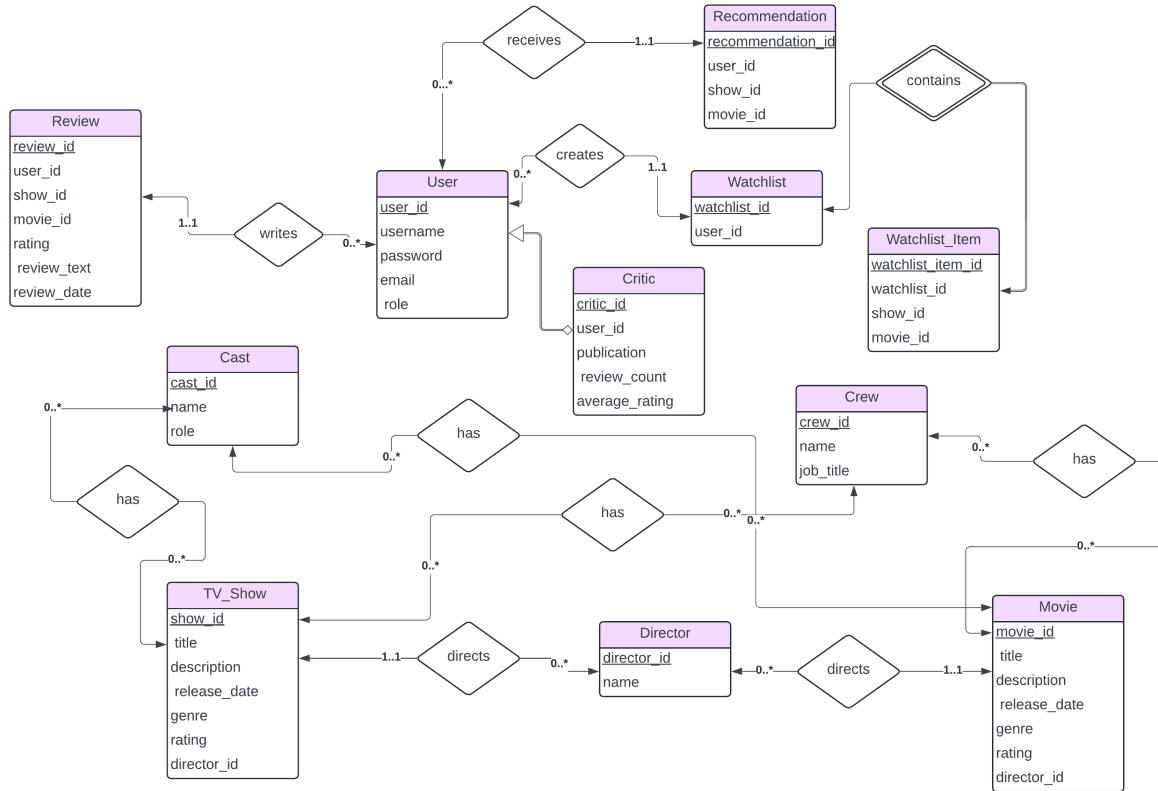 Recommendation
recommendation_id
user_id
show_id
movie_id
receives
1..1
0...*
contains
Review
review_id
user_id
show_id
movie_id
rating
review_text
review_date
writes
1..1
0..*
User
user_id
username
password
email
role
creates
0..*
1..1
Watchlist
watchlist_id
user_id
Watchlist_Item
watchlist_item_id
watchlist_id
show_id
movie_id
Critic
critic_id
user_id
publication
review_count
average_rating
Cast
cast_id
name
role
0..*
has
0..*
has
0..*
0..*
Crew
crew_id
name
job_title
0..*
has
0..*
has
0..*
0..*
TV_Show
show_id
title
description
release_date
genre
rating
director_id
1..1
directs
0..*
Director
director_id
name
0..*
directs
1..1
Movie
movie_id
title
description
release_date
genre
rating
director_id